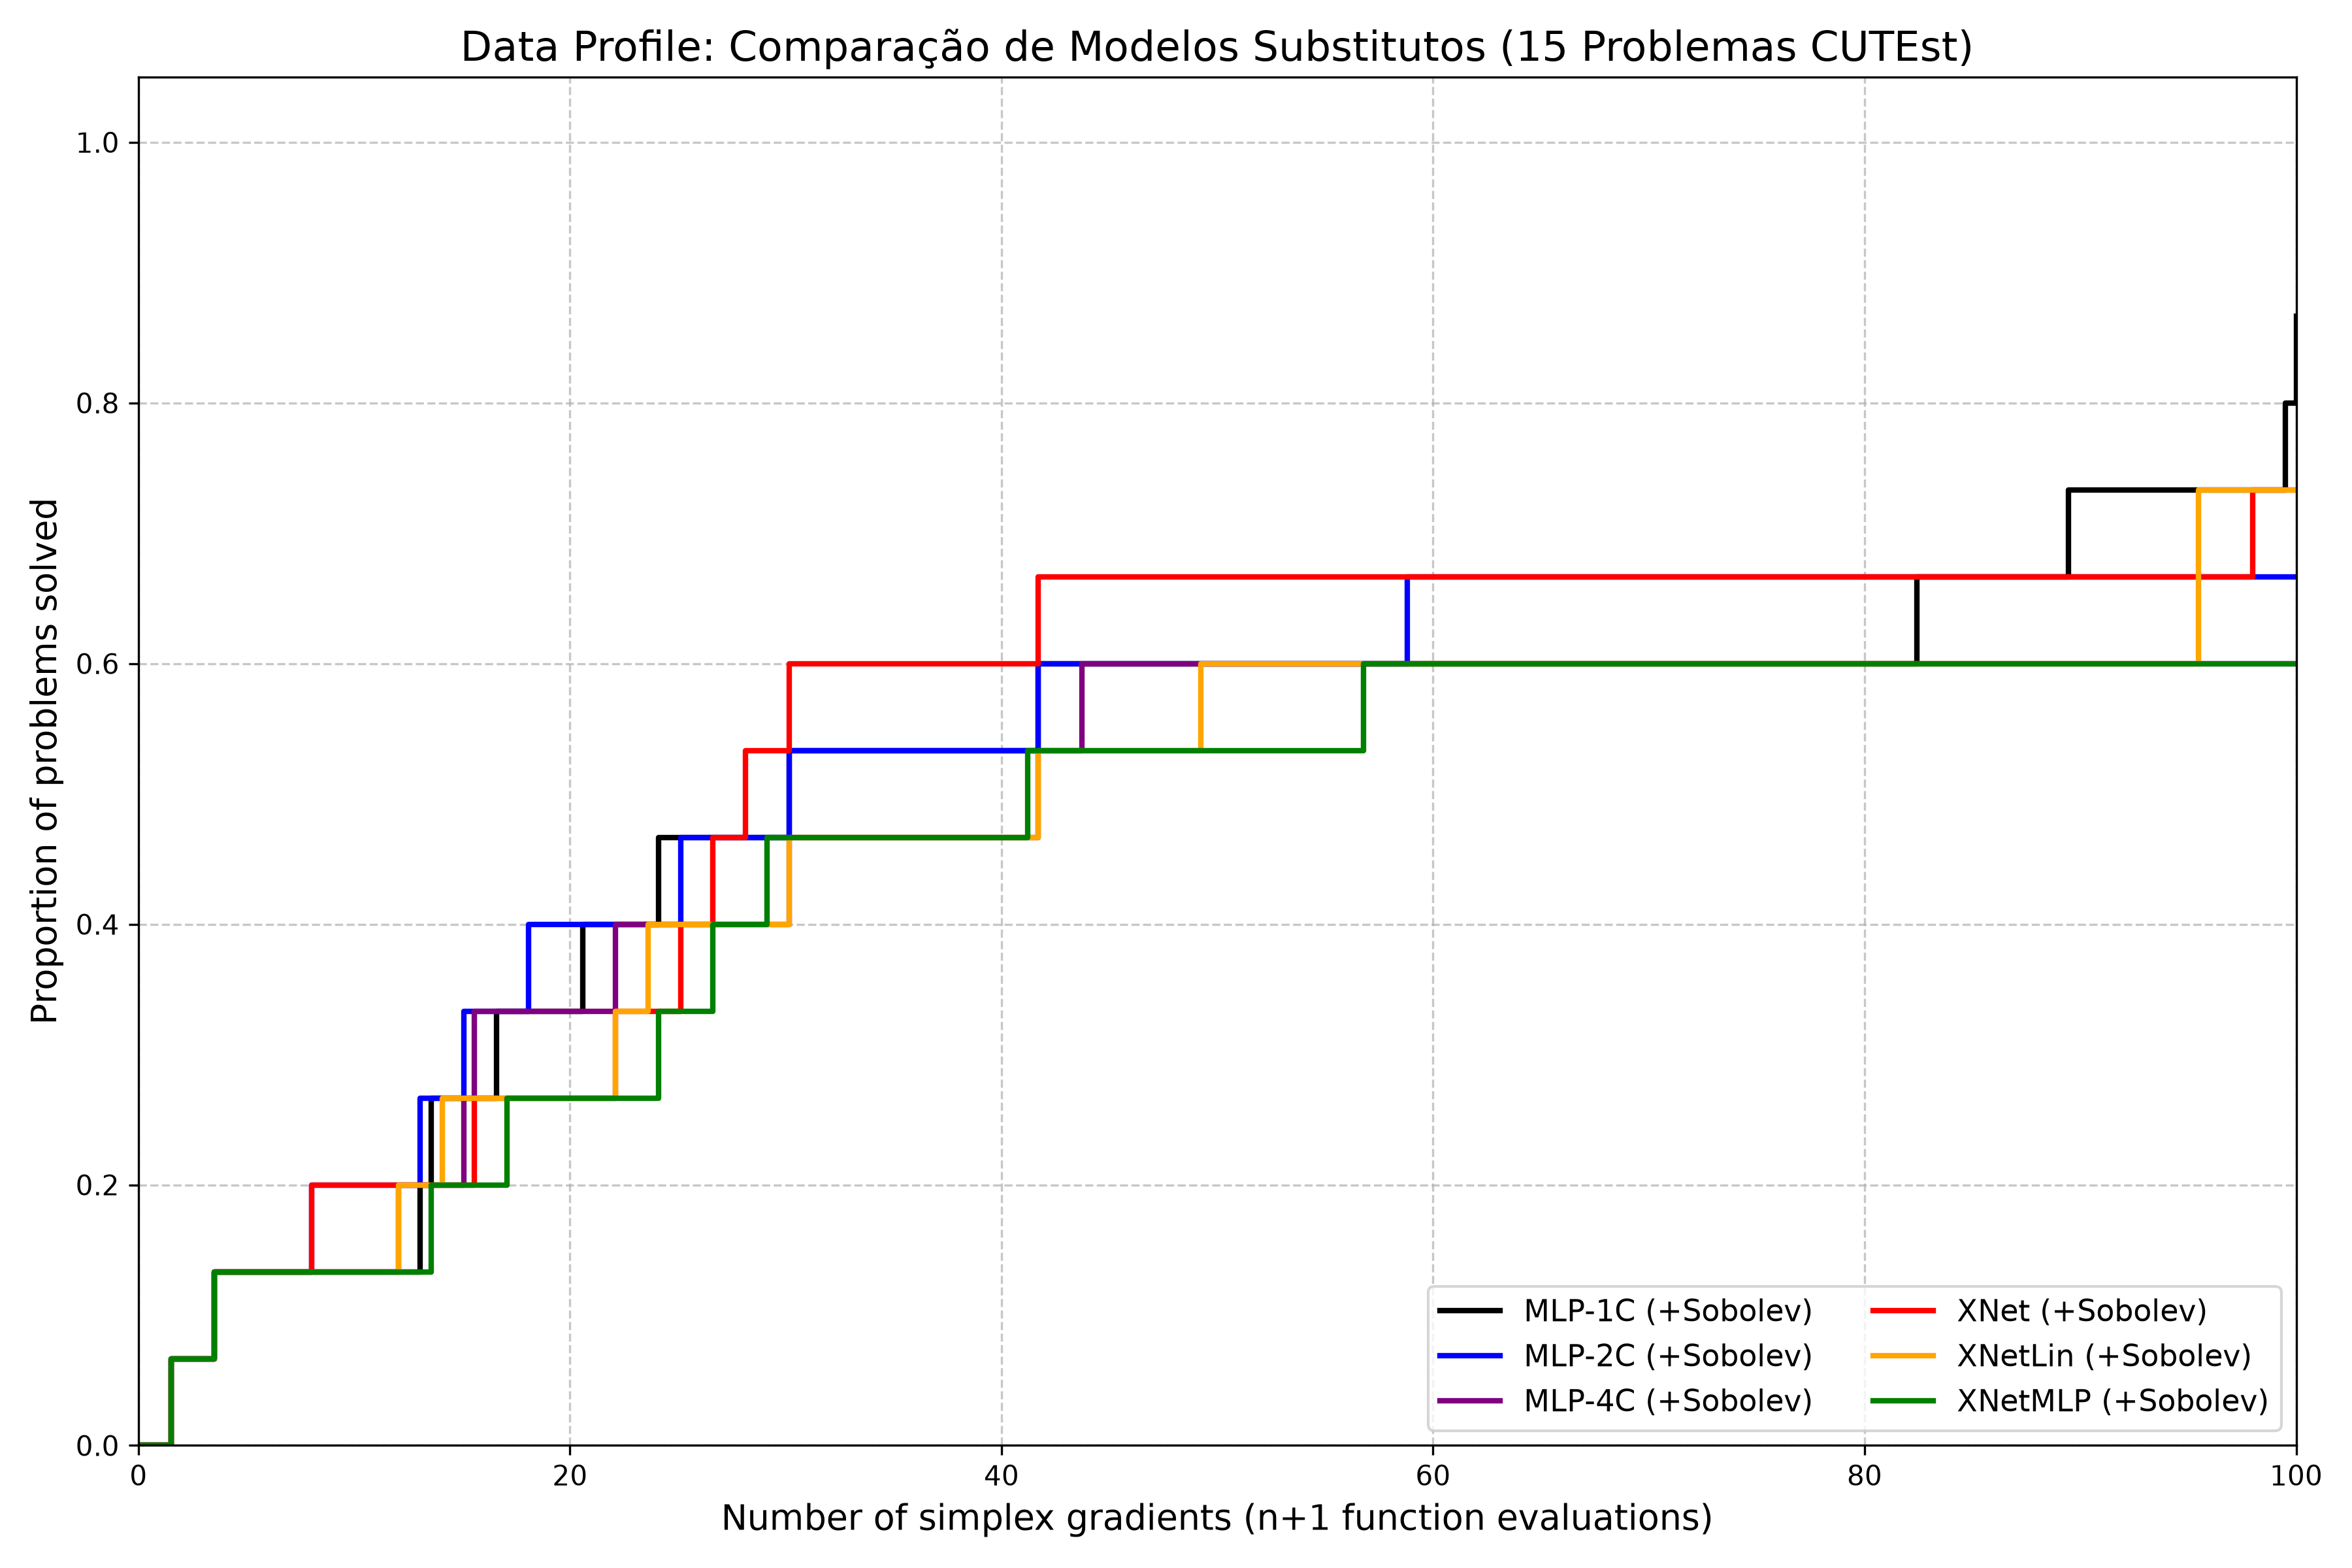 Data Profile: Comparação de Modelos Substitutos (15 Problemas CUTEst)
Proportion of problems solved
1.0
0.8
0.6
0.4
0.2
0.0
0 20 40 60 80 100
Number of simplex gradients (n+1 function evaluations)
MLP-1C (+Sobolev)
MLP-2C (+Sobolev)
MLP-4C (+Sobolev)
XNet (+Sobolev)
XNetLin (+Sobolev)
XNetMLP (+Sobolev)